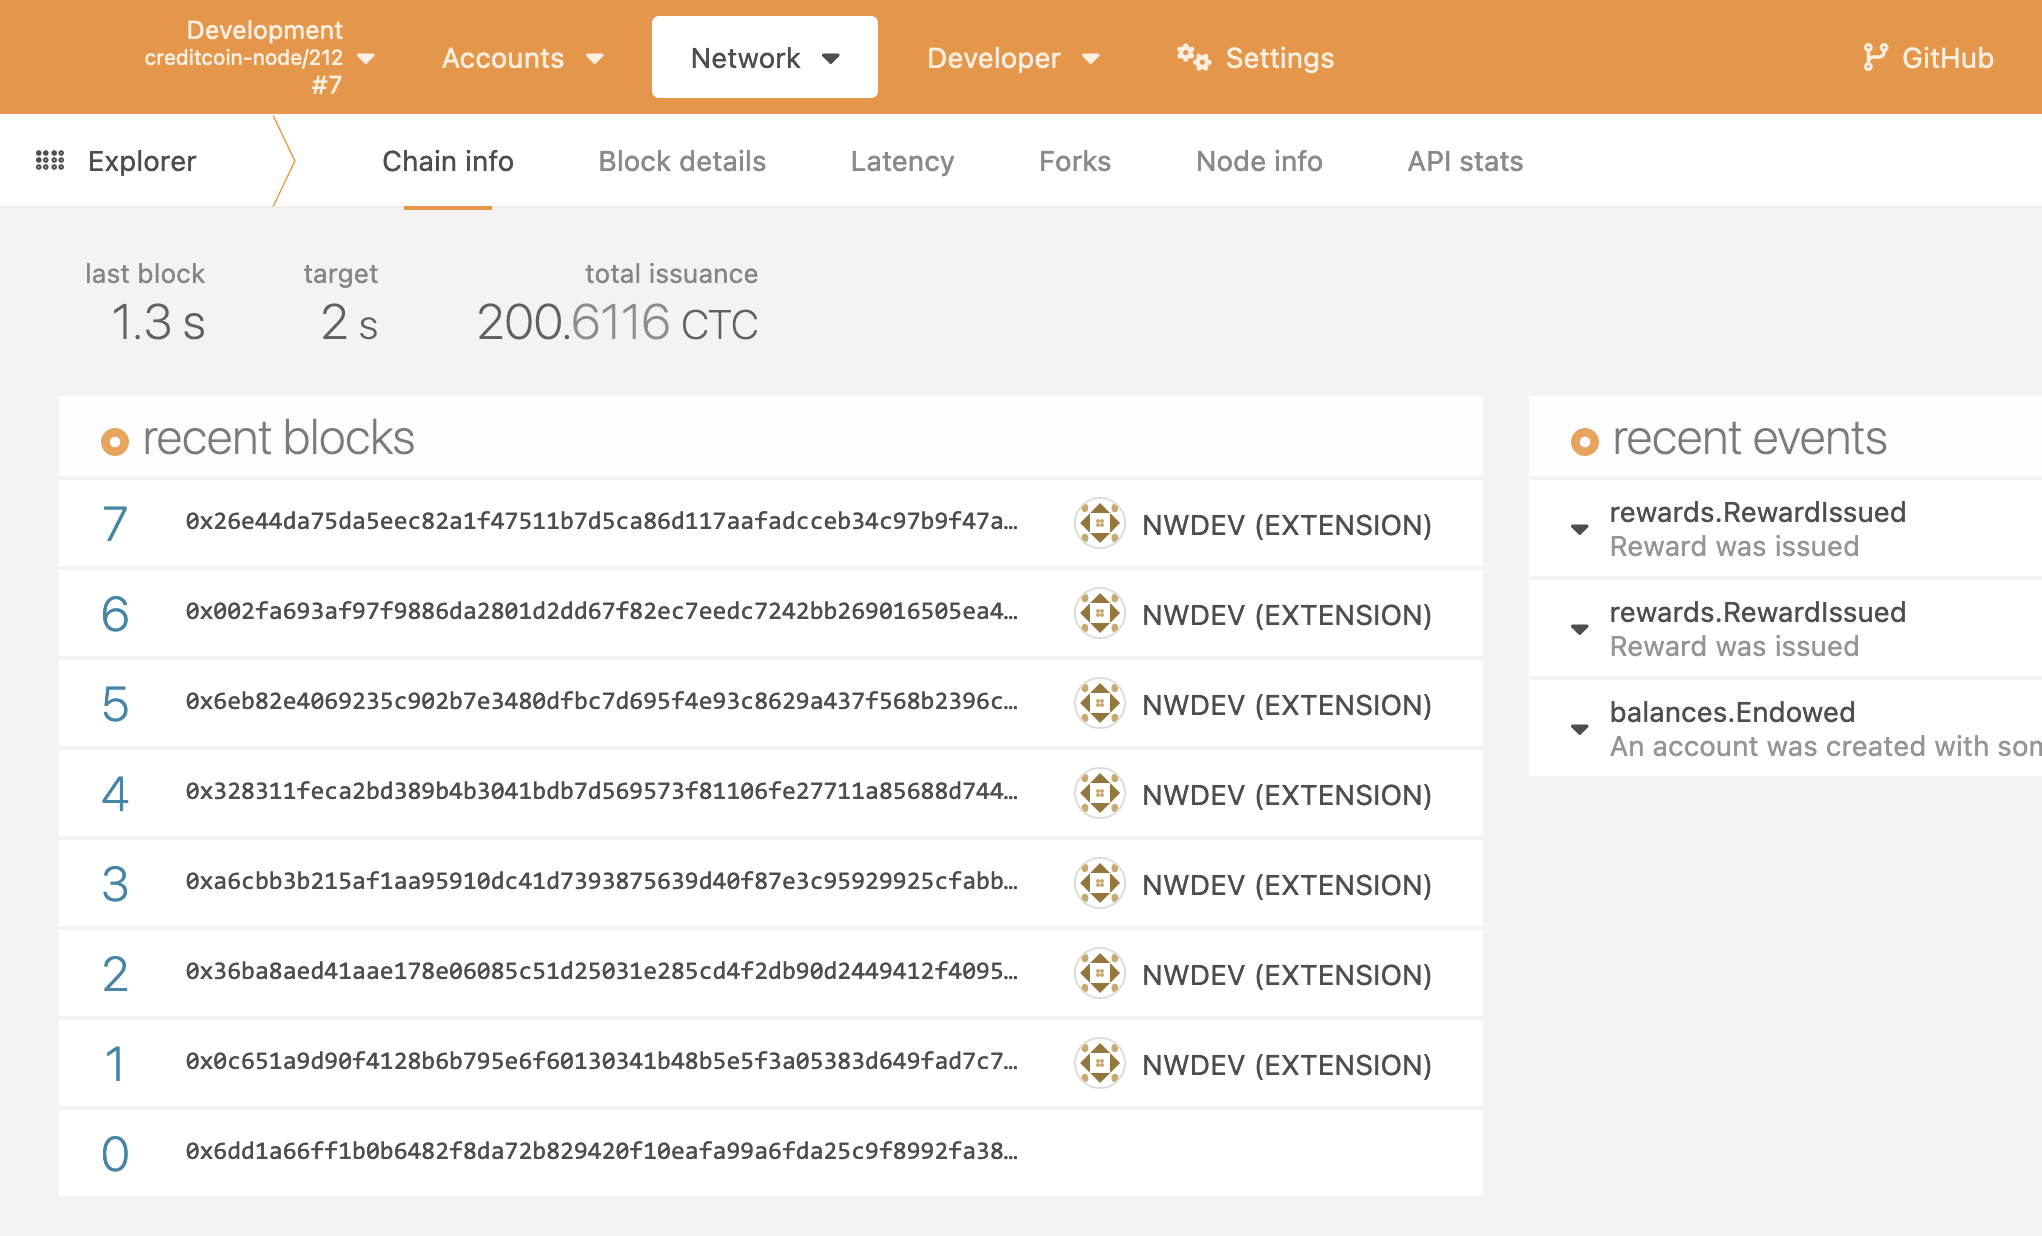 Development
creditcoin-node/212
#7
Accounts
Network
Developer
Settings
GitHub
Explorer
Chain info
Block details
Latency
Forks
Node info
API stats
last block
1.3 s
target
2 s
total issuance
200.6116 CTC
recent blocks
7 0x26e44da75da5eec82a1f47511b7d5ca86d117aafadcceb34c97b9f47a… NWDEV (EXTENSION)
6 0x002fa693af97f9886da2801d2dd67f82ec7eedc7242bb269016505ea4… NWDEV (EXTENSION)
5 0x6eb82e4069235c902b7e3480dfbc7d695f4e93c8629a437f568b2396c… NWDEV (EXTENSION)
4 0x328311feca2bd389b4b3041bdb7d569573f81106fe27711a85688d744… NWDEV (EXTENSION)
3 0xa6cbb3b215af1aa95910dc41d7393875639d40f87e3c95929925cfabb… NWDEV (EXTENSION)
2 0x36ba8aed41aae178e06085c51d25031e285cd4f2db90d2449412f4095… NWDEV (EXTENSION)
1 0x0c651a9d90f4128b6b795e6f60130341b48b5e5f3a05383d649fad7c7… NWDEV (EXTENSION)
0 0x6dd1a66ff1b0b6482f8da72b829420f10eafa99a6fda25c9f8992fa38…
recent events
rewards.RewardIssued
Reward was issued
rewards.RewardIssued
Reward was issued
balances.Endowed
An account was created with som